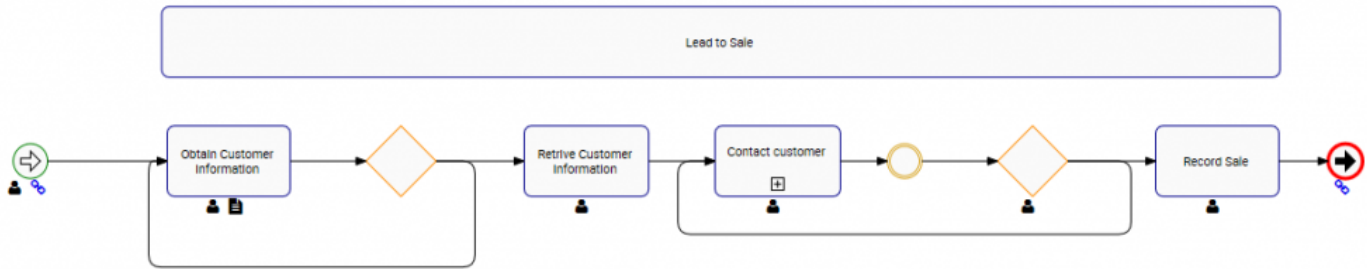 Lead to Sale
Obtain Customer
Information
Retrive Customer
Information
Contact customer
Record Sale